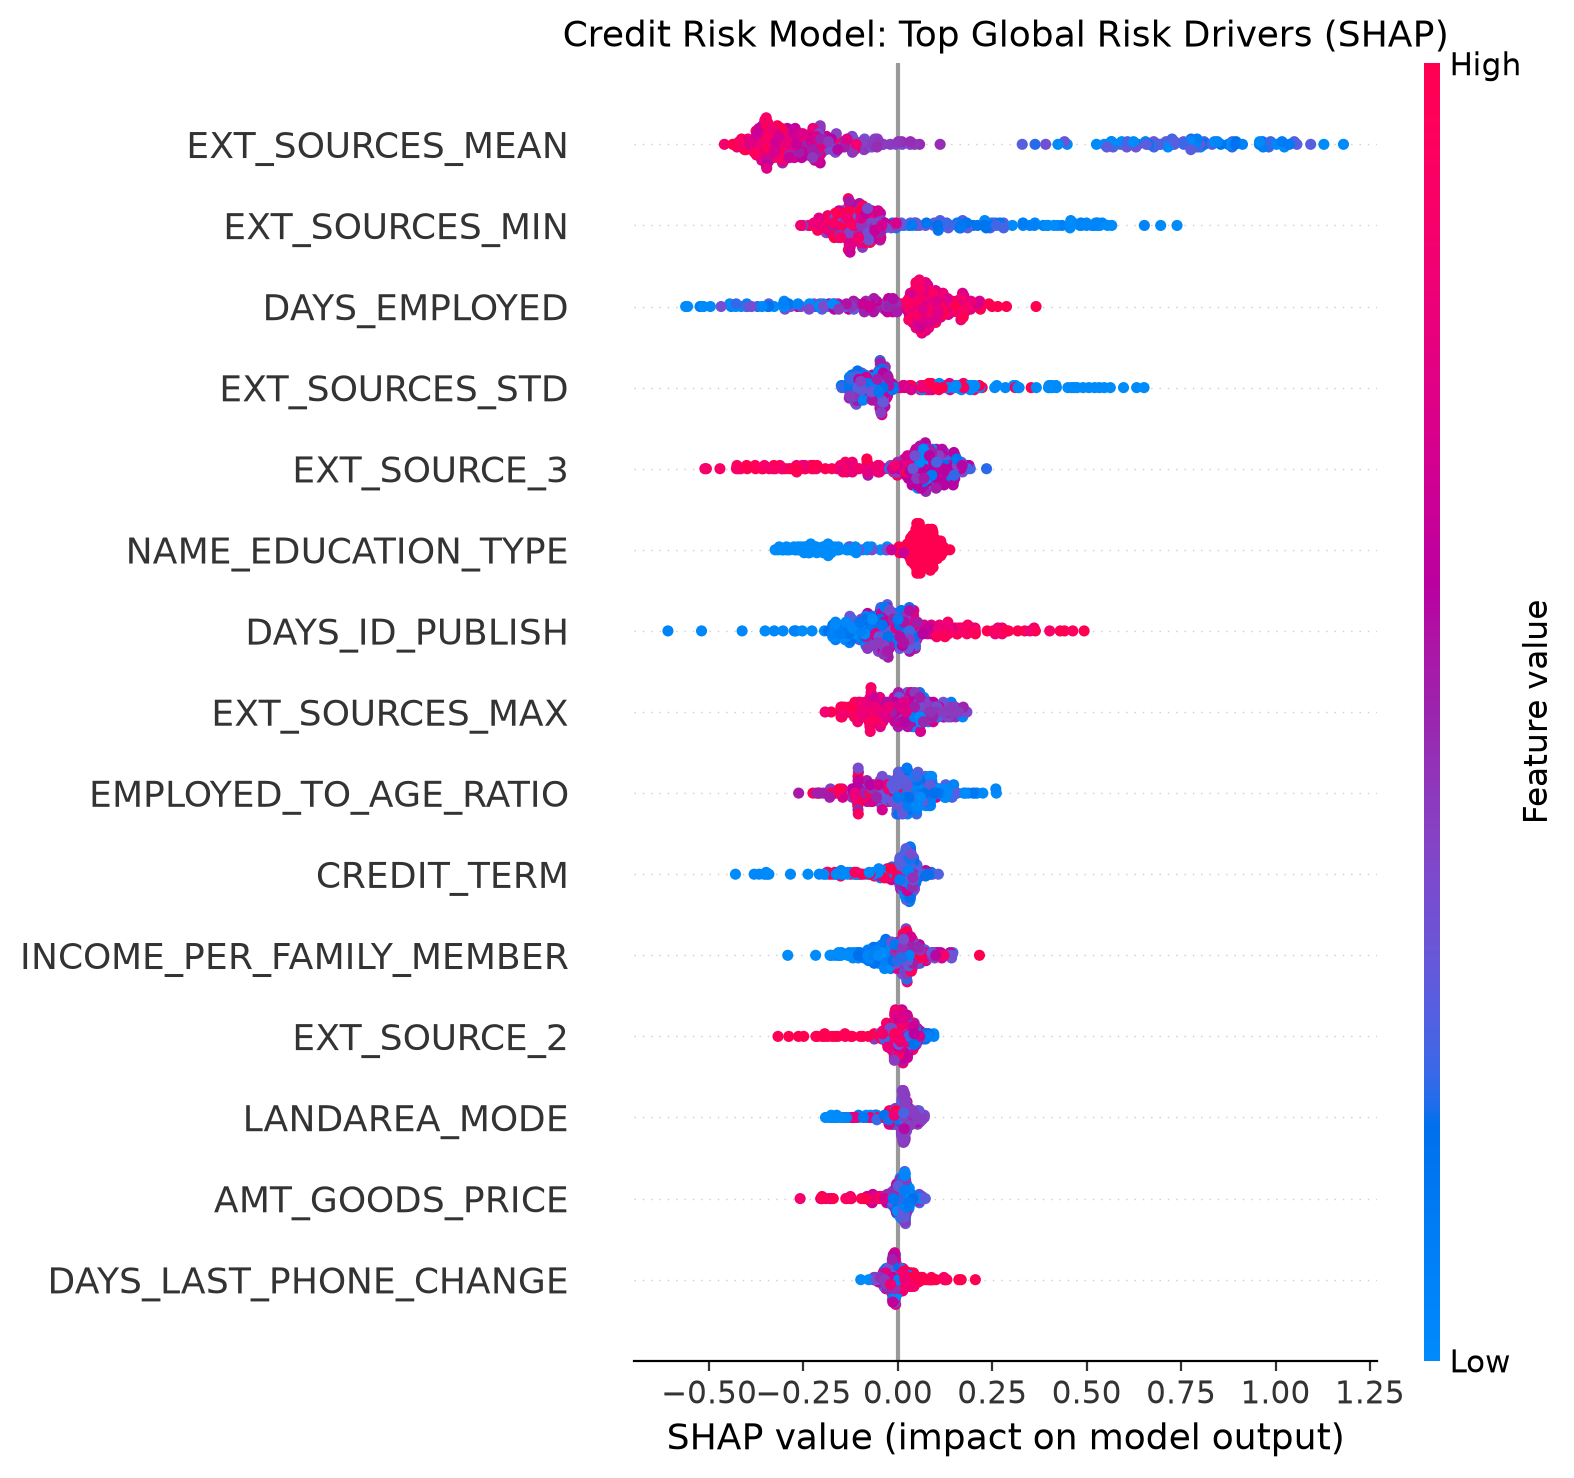 Credit Risk Model: Top Global Risk Drivers (SHAP)
High
EXT_SOURCES_MEAN
EXT_SOURCES_MIN
DAYS_EMPLOYED
EXT_SOURCES_STD
EXT_SOURCE_3
NAME_EDUCATION_TYPE
DAYS_ID_PUBLISH
EXT_SOURCES_MAX
EMPLOYED_TO_AGE_RATIO
CREDIT_TERM
INCOME_PER_FAMILY_MEMBER
EXT_SOURCE_2
LANDAREA_MODE
AMT_GOODS_PRICE
DAYS_LAST_PHONE_CHANGE
Feature value
Low
−0.50 −0.25 0.00 0.25 0.50 0.75 1.00 1.25
SHAP value (impact on model output)